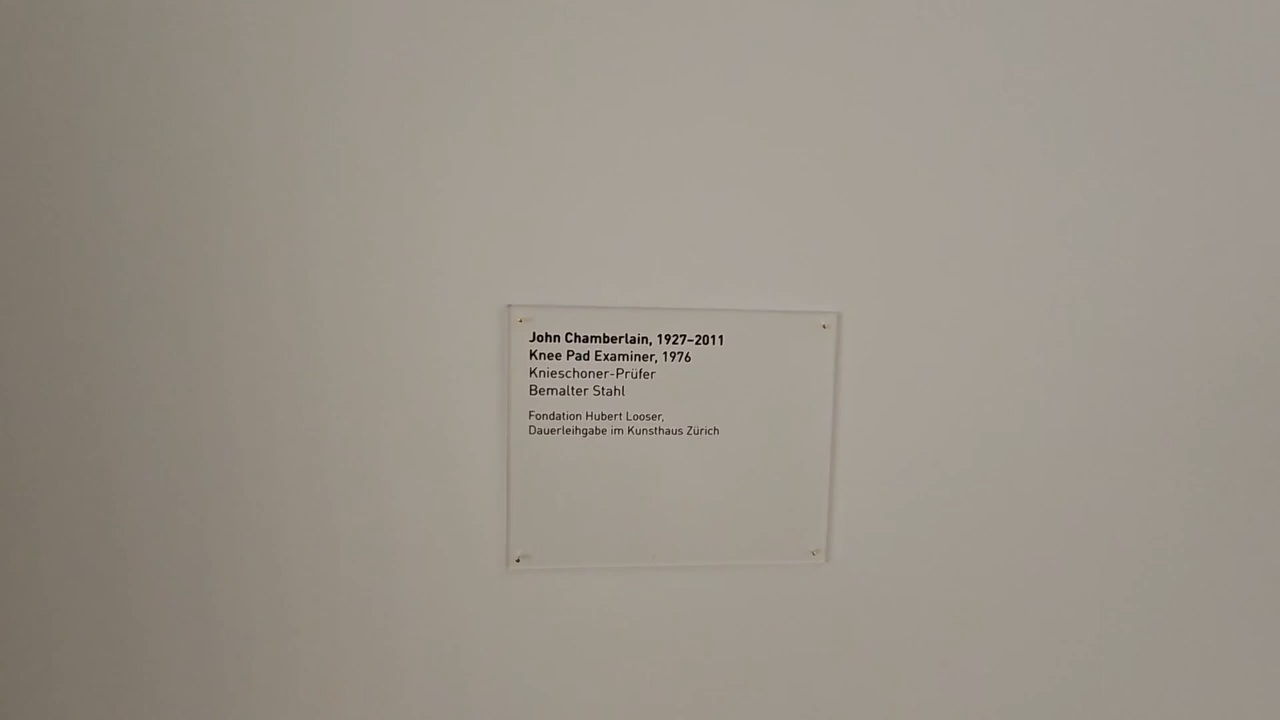 John Chamberlain, 1927–2011
Knee Pad Examiner, 1976
Knieschoner-Prüfer
Bemalter Stahl
Fondation Hubert Looser,
Dauerleihgabe im Kunsthaus Zürich